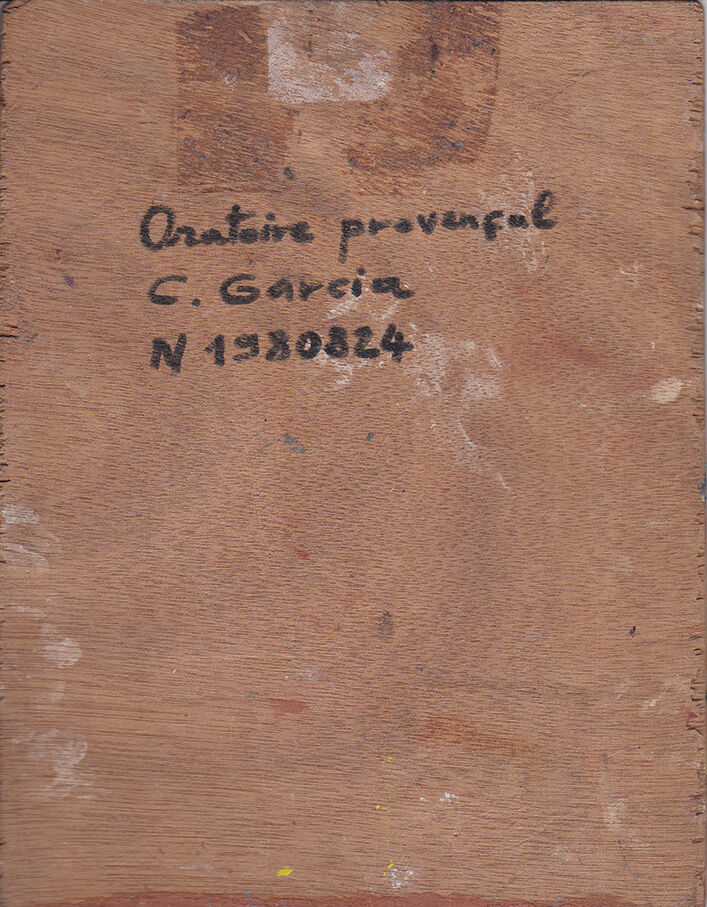 Oratoire provençal
C. Garcia
N 1980824